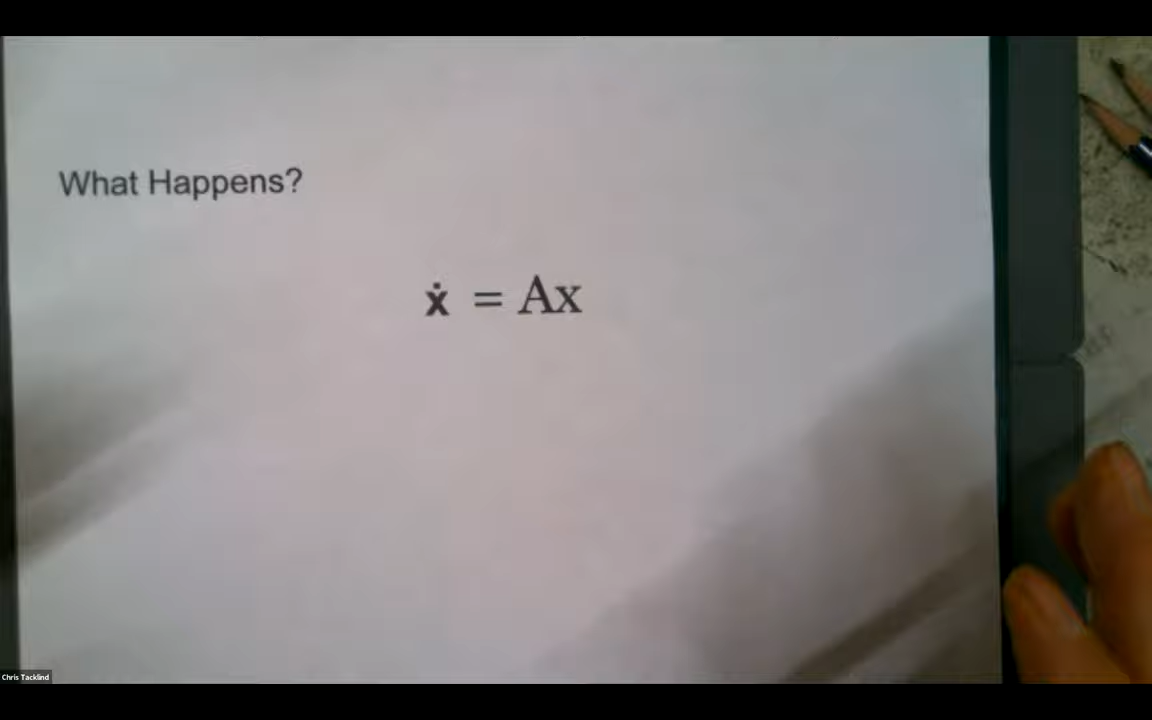 What Happens?
ẋ = Ax
Chris Tacklind